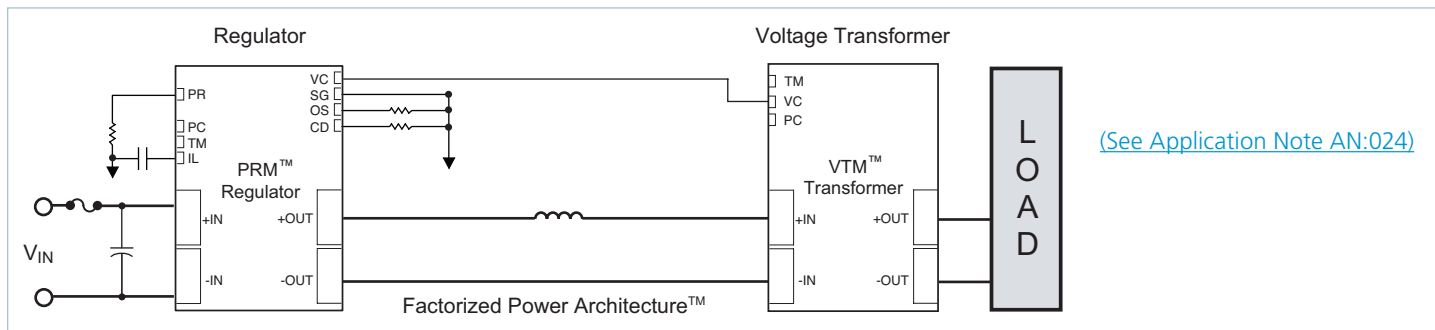 Regulator
Voltage Transformer
PR
PC
TM
IL
VC
SG
OS
CD
PRM™
Regulator
+IN
-IN
+OUT
-OUT
VIN
Factorized Power Architecture™
TM
VC
PC
VTM™
Transformer
+IN
-IN
+OUT
-OUT
L
O
A
D
(See Application Note AN:024)